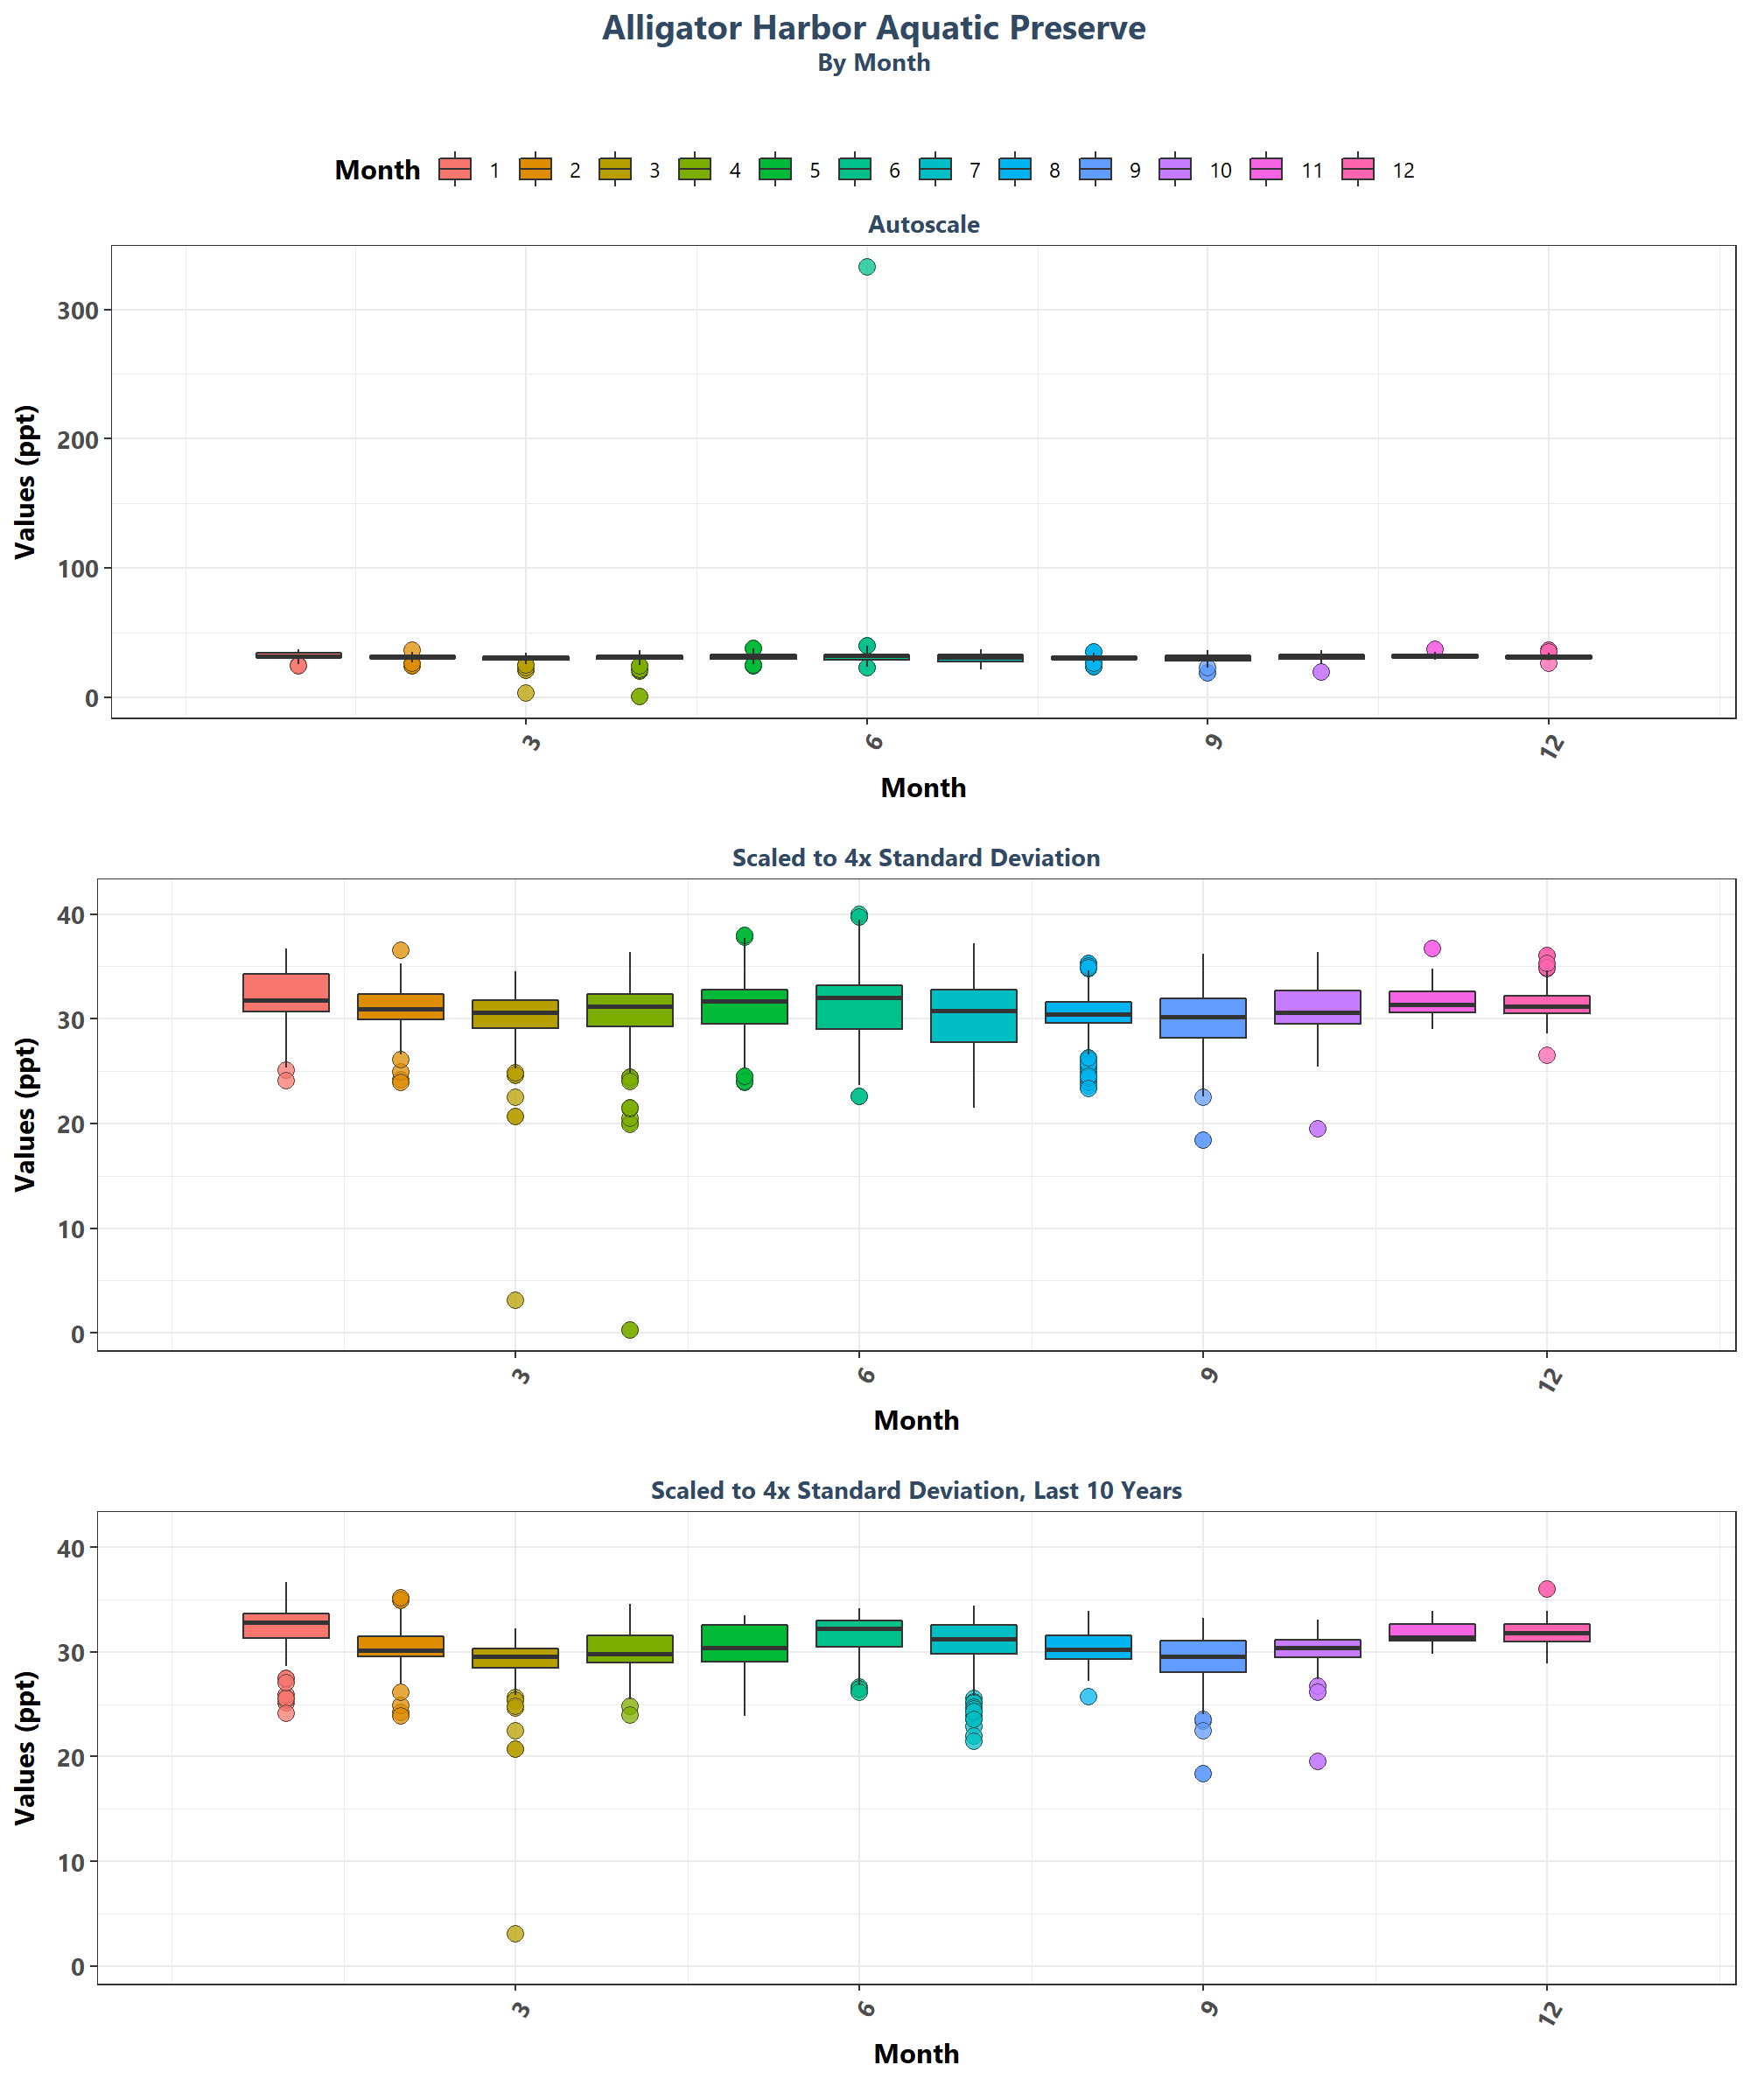 Alligator Harbor Aquatic Preserve
By Month
Month 1 2 3 4 5 6 7 8 9 10 11 12
Autoscale
Values (ppt)
300
200
100
0
3 6 9 12
Month
Scaled to 4x Standard Deviation
Values (ppt)
40
30
20
10
0
3 6 9 12
Month
Scaled to 4x Standard Deviation, Last 10 Years
Values (ppt)
40
30
20
10
0
3 6 9 12
Month